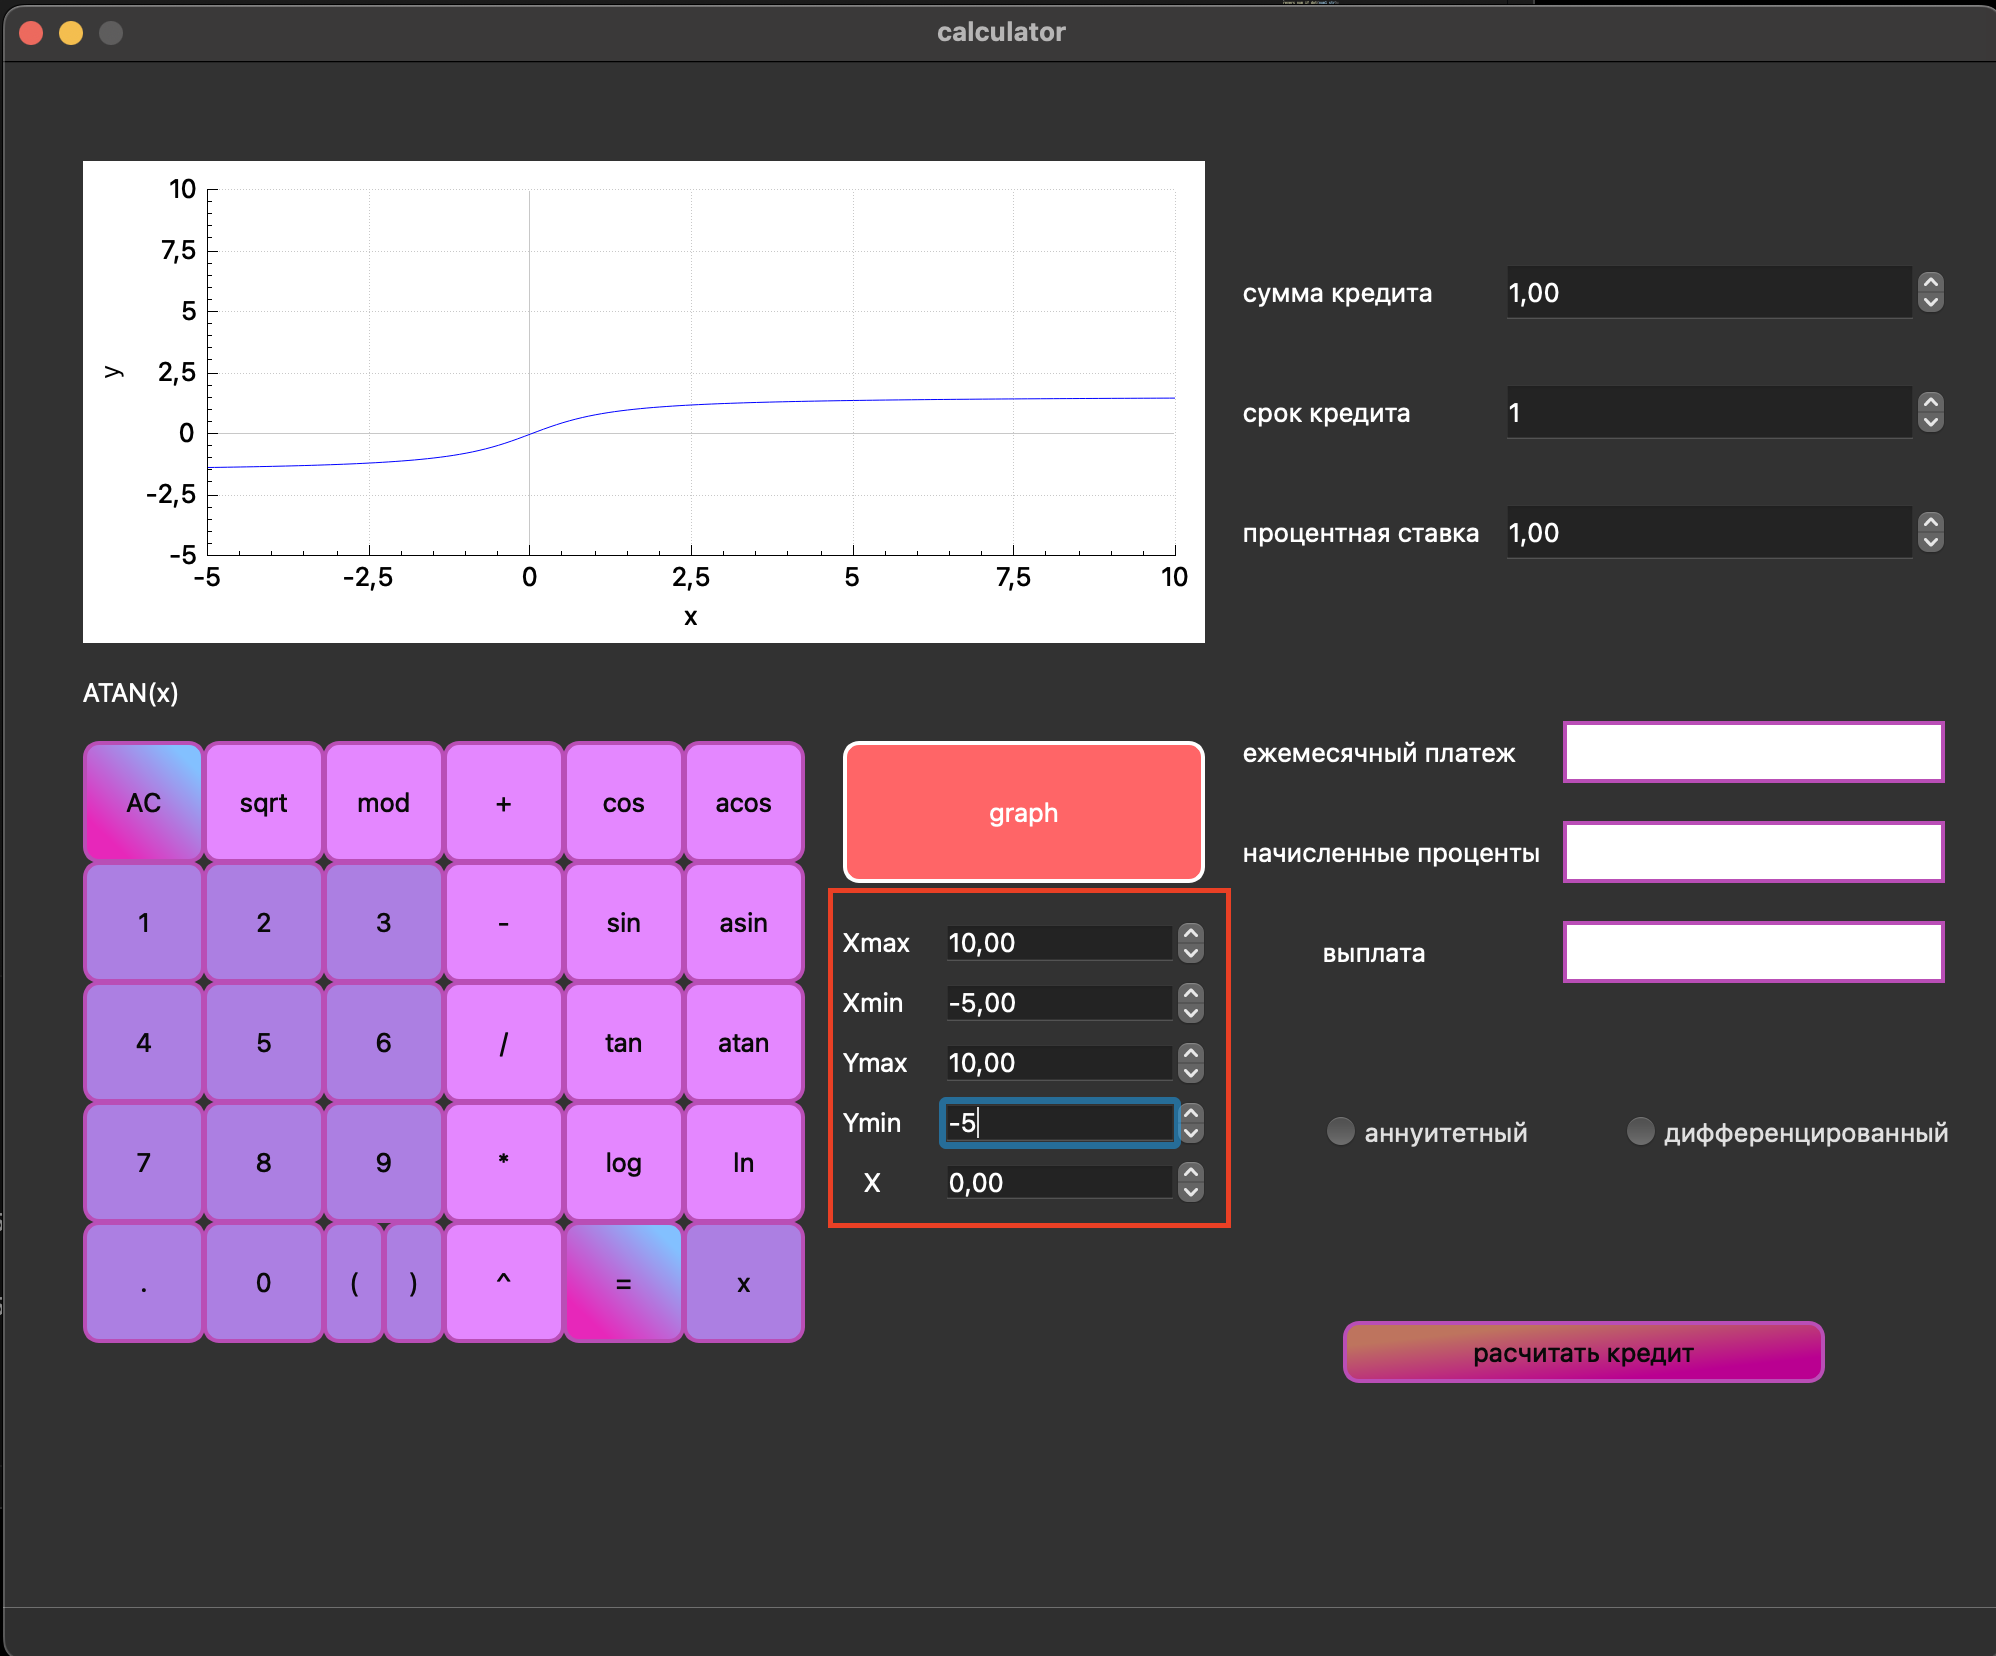 calculator
10
7,5
5
2,5
0
-2,5
-5
y
-5 -2,5 0 2,5 5 7,5 10
x
сумма кредита 1,00
срок кредита 1
процентная ставка 1,00
ATAN(x)
AC sqrt mod + cos acos
1 2 3 - sin asin
4 5 6 / tan atan
7 8 9 * log ln
. 0 ( ) ^ = x
graph
Xmax 10,00
Xmin -5,00
Ymax 10,00
Ymin -5
X 0,00
ежемесячный платеж
начисленные проценты
выплата
аннуитетный дифференцированный
расчитать кредит